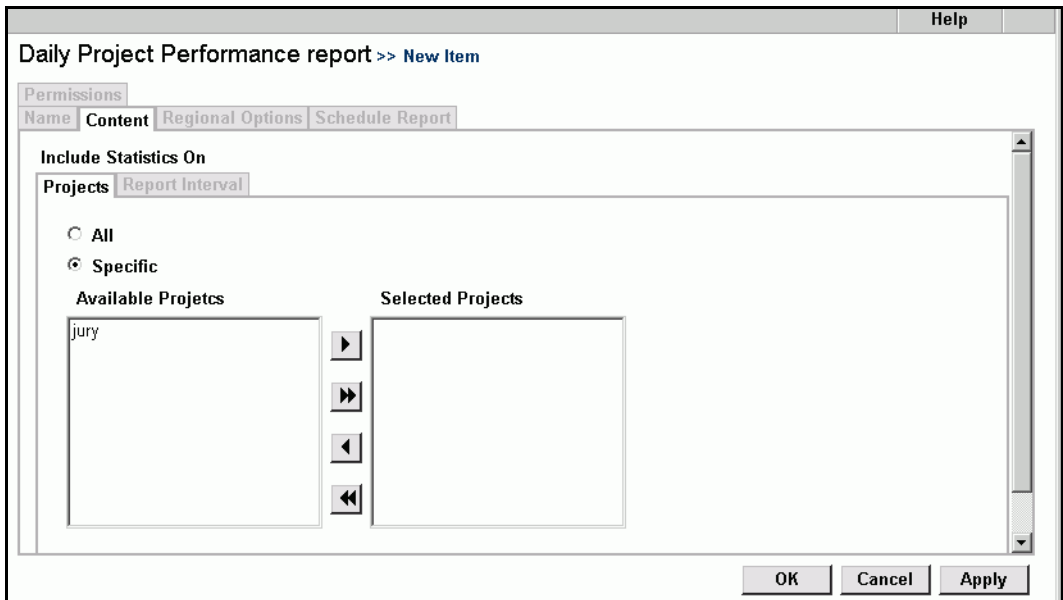 Help
Daily Project Performance report >> New Item
Permissions
Name Content Regional Options Schedule Report
Include Statistics On
Projects Report Interval
All
Specific
Available Projetcs Selected Projects
jury
OK Cancel Apply